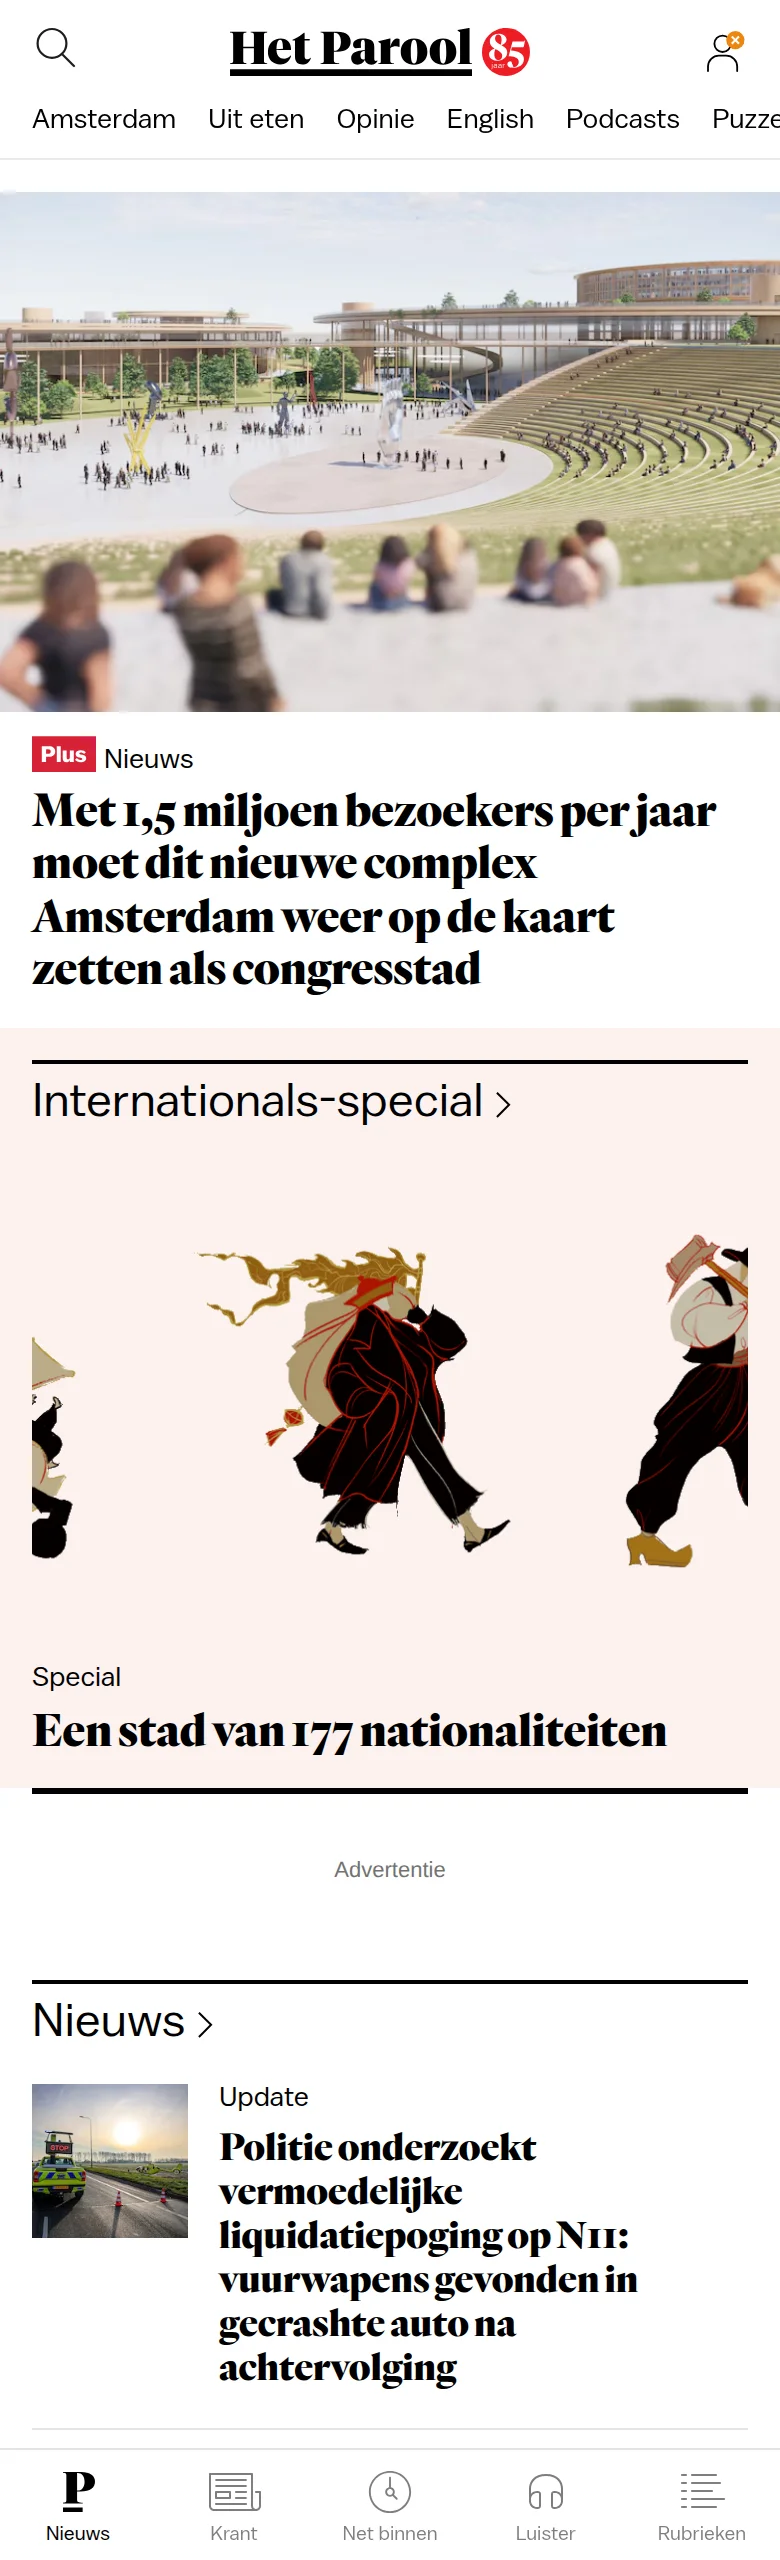 Het Parool 85 jaar
Amsterdam Uit eten Opinie English Podcasts Puzze
Plus Nieuws
Met 1,5 miljoen bezoekers per jaar
moet dit nieuwe complex
Amsterdam weer op de kaart
zetten als congresstad
Internationals-special
Special
Een stad van 177 nationaliteiten
Advertentie
Nieuws
STOP
Update
Politie onderzoekt
vermoedelijke
liquidatiepoging op N11:
vuurwapens gevonden in
gecrashte auto na
achtervolging
P
Nieuws Krant Net binnen Luister Rubrieken